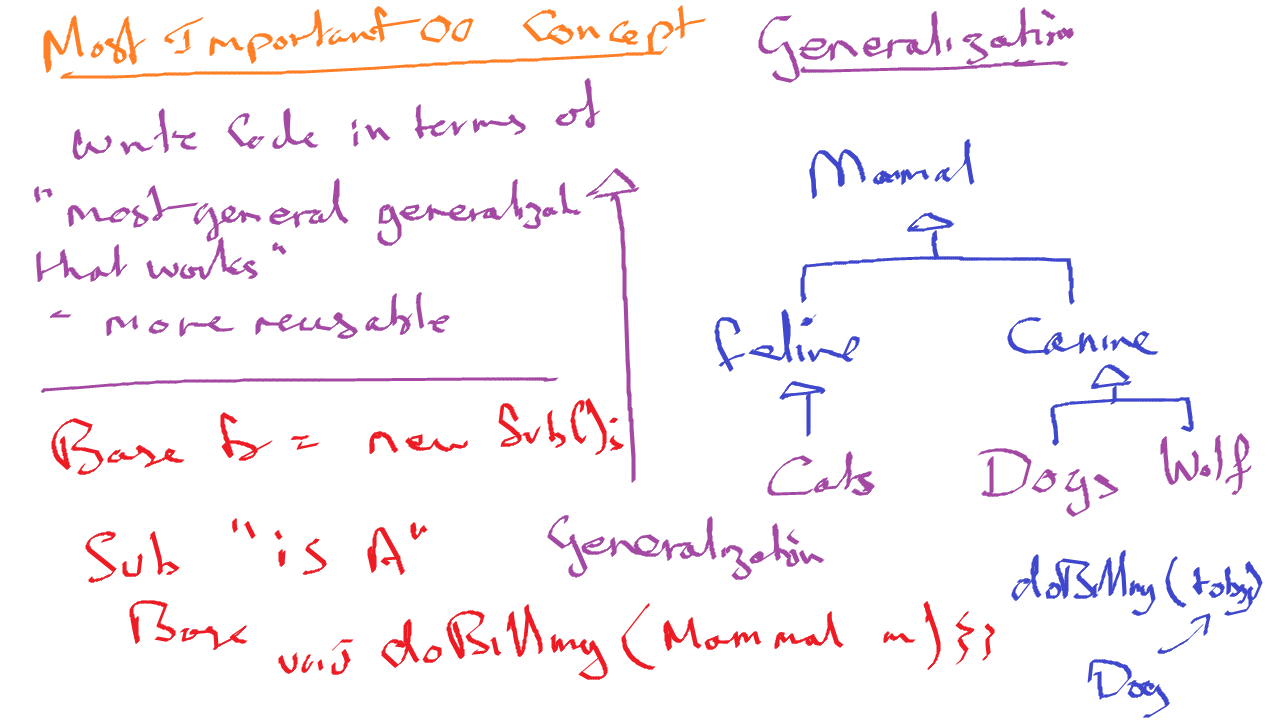 Most Important OO Concept
write Code in terms of
"most general generalizat
that works"
- more reusable
Base b = new Sub();
Sub "is A"
Base
Generalization
void doBilling(Mammal m) {};
Generalization
Mammal
Feline Canine
Cats Dogs Wolf
doBilling(toby)
Dog